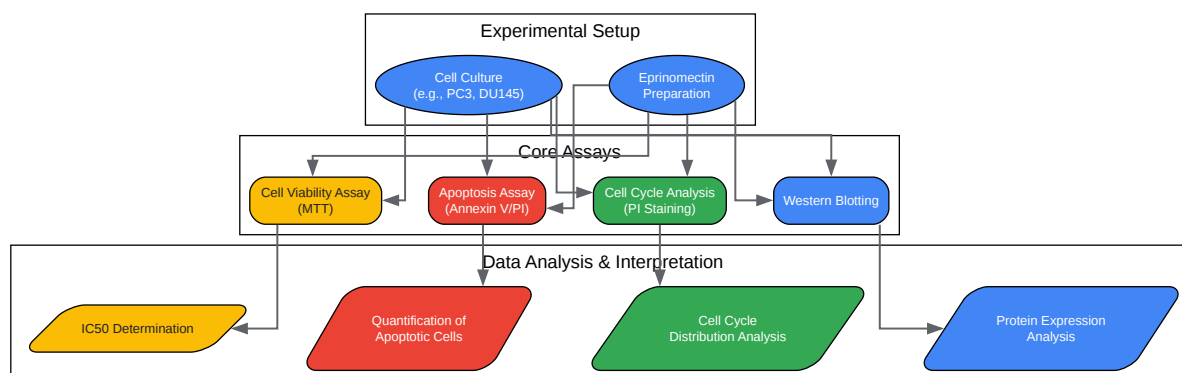 Experimental Setup
Cell Culture
(e.g., PC3, DU145)
Eprinomectin
Preparation
Core Assays
Cell Viability Assay
(MTT)
Apoptosis Assay
(Annexin V/PI)
Cell Cycle Analysis
(PI Staining)
Western Blotting
Data Analysis & Interpretation
IC50 Determination
Quantification of
Apoptotic Cells
Cell Cycle
Distribution Analysis
Protein Expression
Analysis